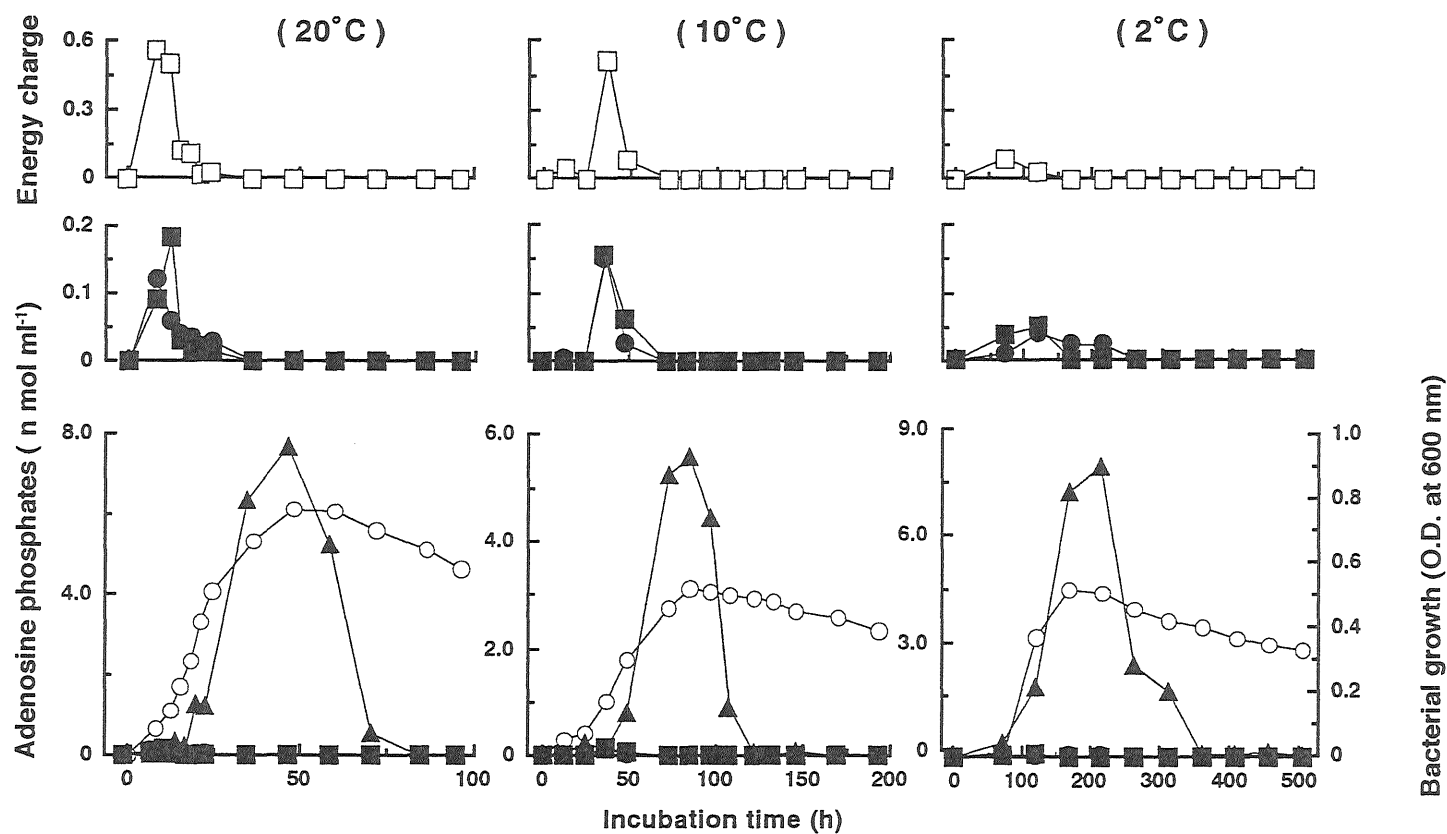 ( 20°C )
( 10°C )
( 2°C )
Energy charge
0.6
0.3
0
0.2
0.1
0
Adenosine phosphates ( n mol ml-1)
8.0
4.0
0
6.0
4.0
2.0
0
9.0
6.0
3.0
0
1.0
0.8
0.6
0.4
0.2
0
Bacterial growth (O.D. at 600 nm)
0 50 100
0 50 100 150 200
0 100 200 300 400 500
Incubation time (h)